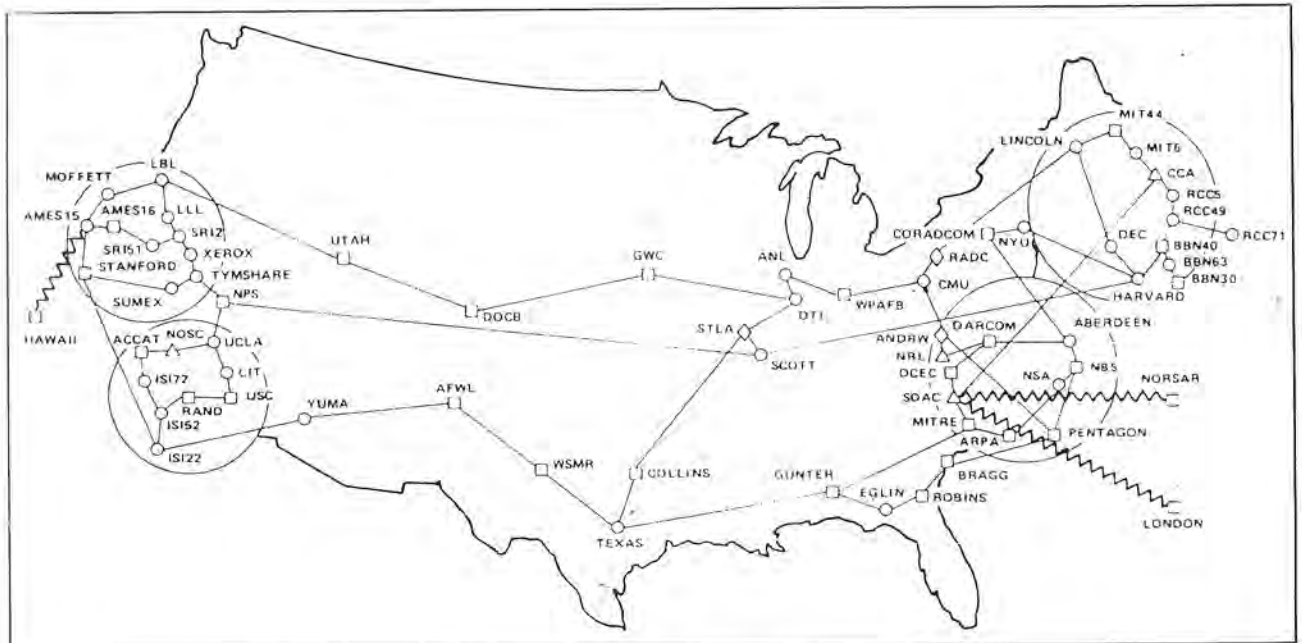 MIT44
LINCOLN
MIT6
LBL
MOFFETT
CCA
RCC5
AMES16
LLL
AMES15
SRI2
RCC49
UTAH
GWC
ANL
CORADCOM
NYU
DEC
BBN40
RCC71
SRI51
XEROX
RADC
BBN63
STANFORD
TYMSHARE
CMU
BBN30
SUMEX
NPS
WPAFB
HARVARD
DOCB
DTI
HAWAII
ACCAT
NOSC
UCLA
STLA
ANDRW
DARCOM
ABERDEEN
SCOTT
NRL
CIT
DCEC
NSA
NBS
ISI72
AFWL
NORSAR
RAND
USC
YUMA
SDAC
ISI52
MITRE
ARPA
PENTAGON
ISI22
WSMR
COLLINS
GUNTER
BRAGG
EGLIN
ROBINS
TEXAS
LONDON